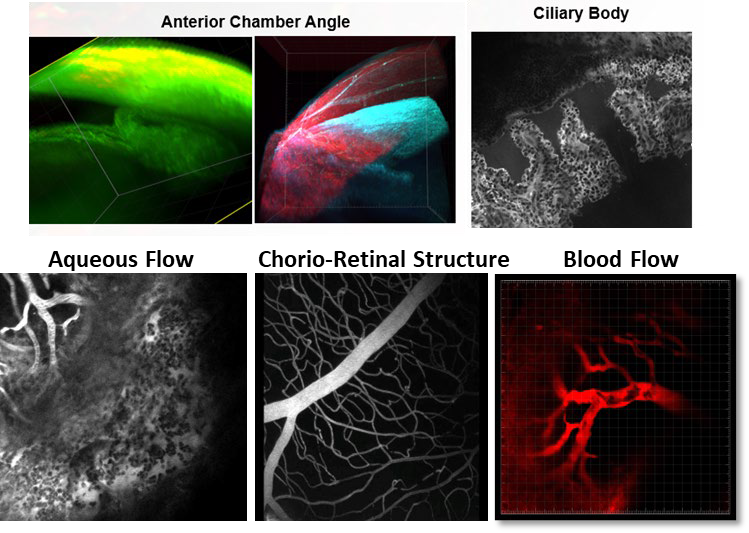 Anterior Chamber Angle
Ciliary Body
Aqueous Flow
Chorio-Retinal Structure
Blood Flow